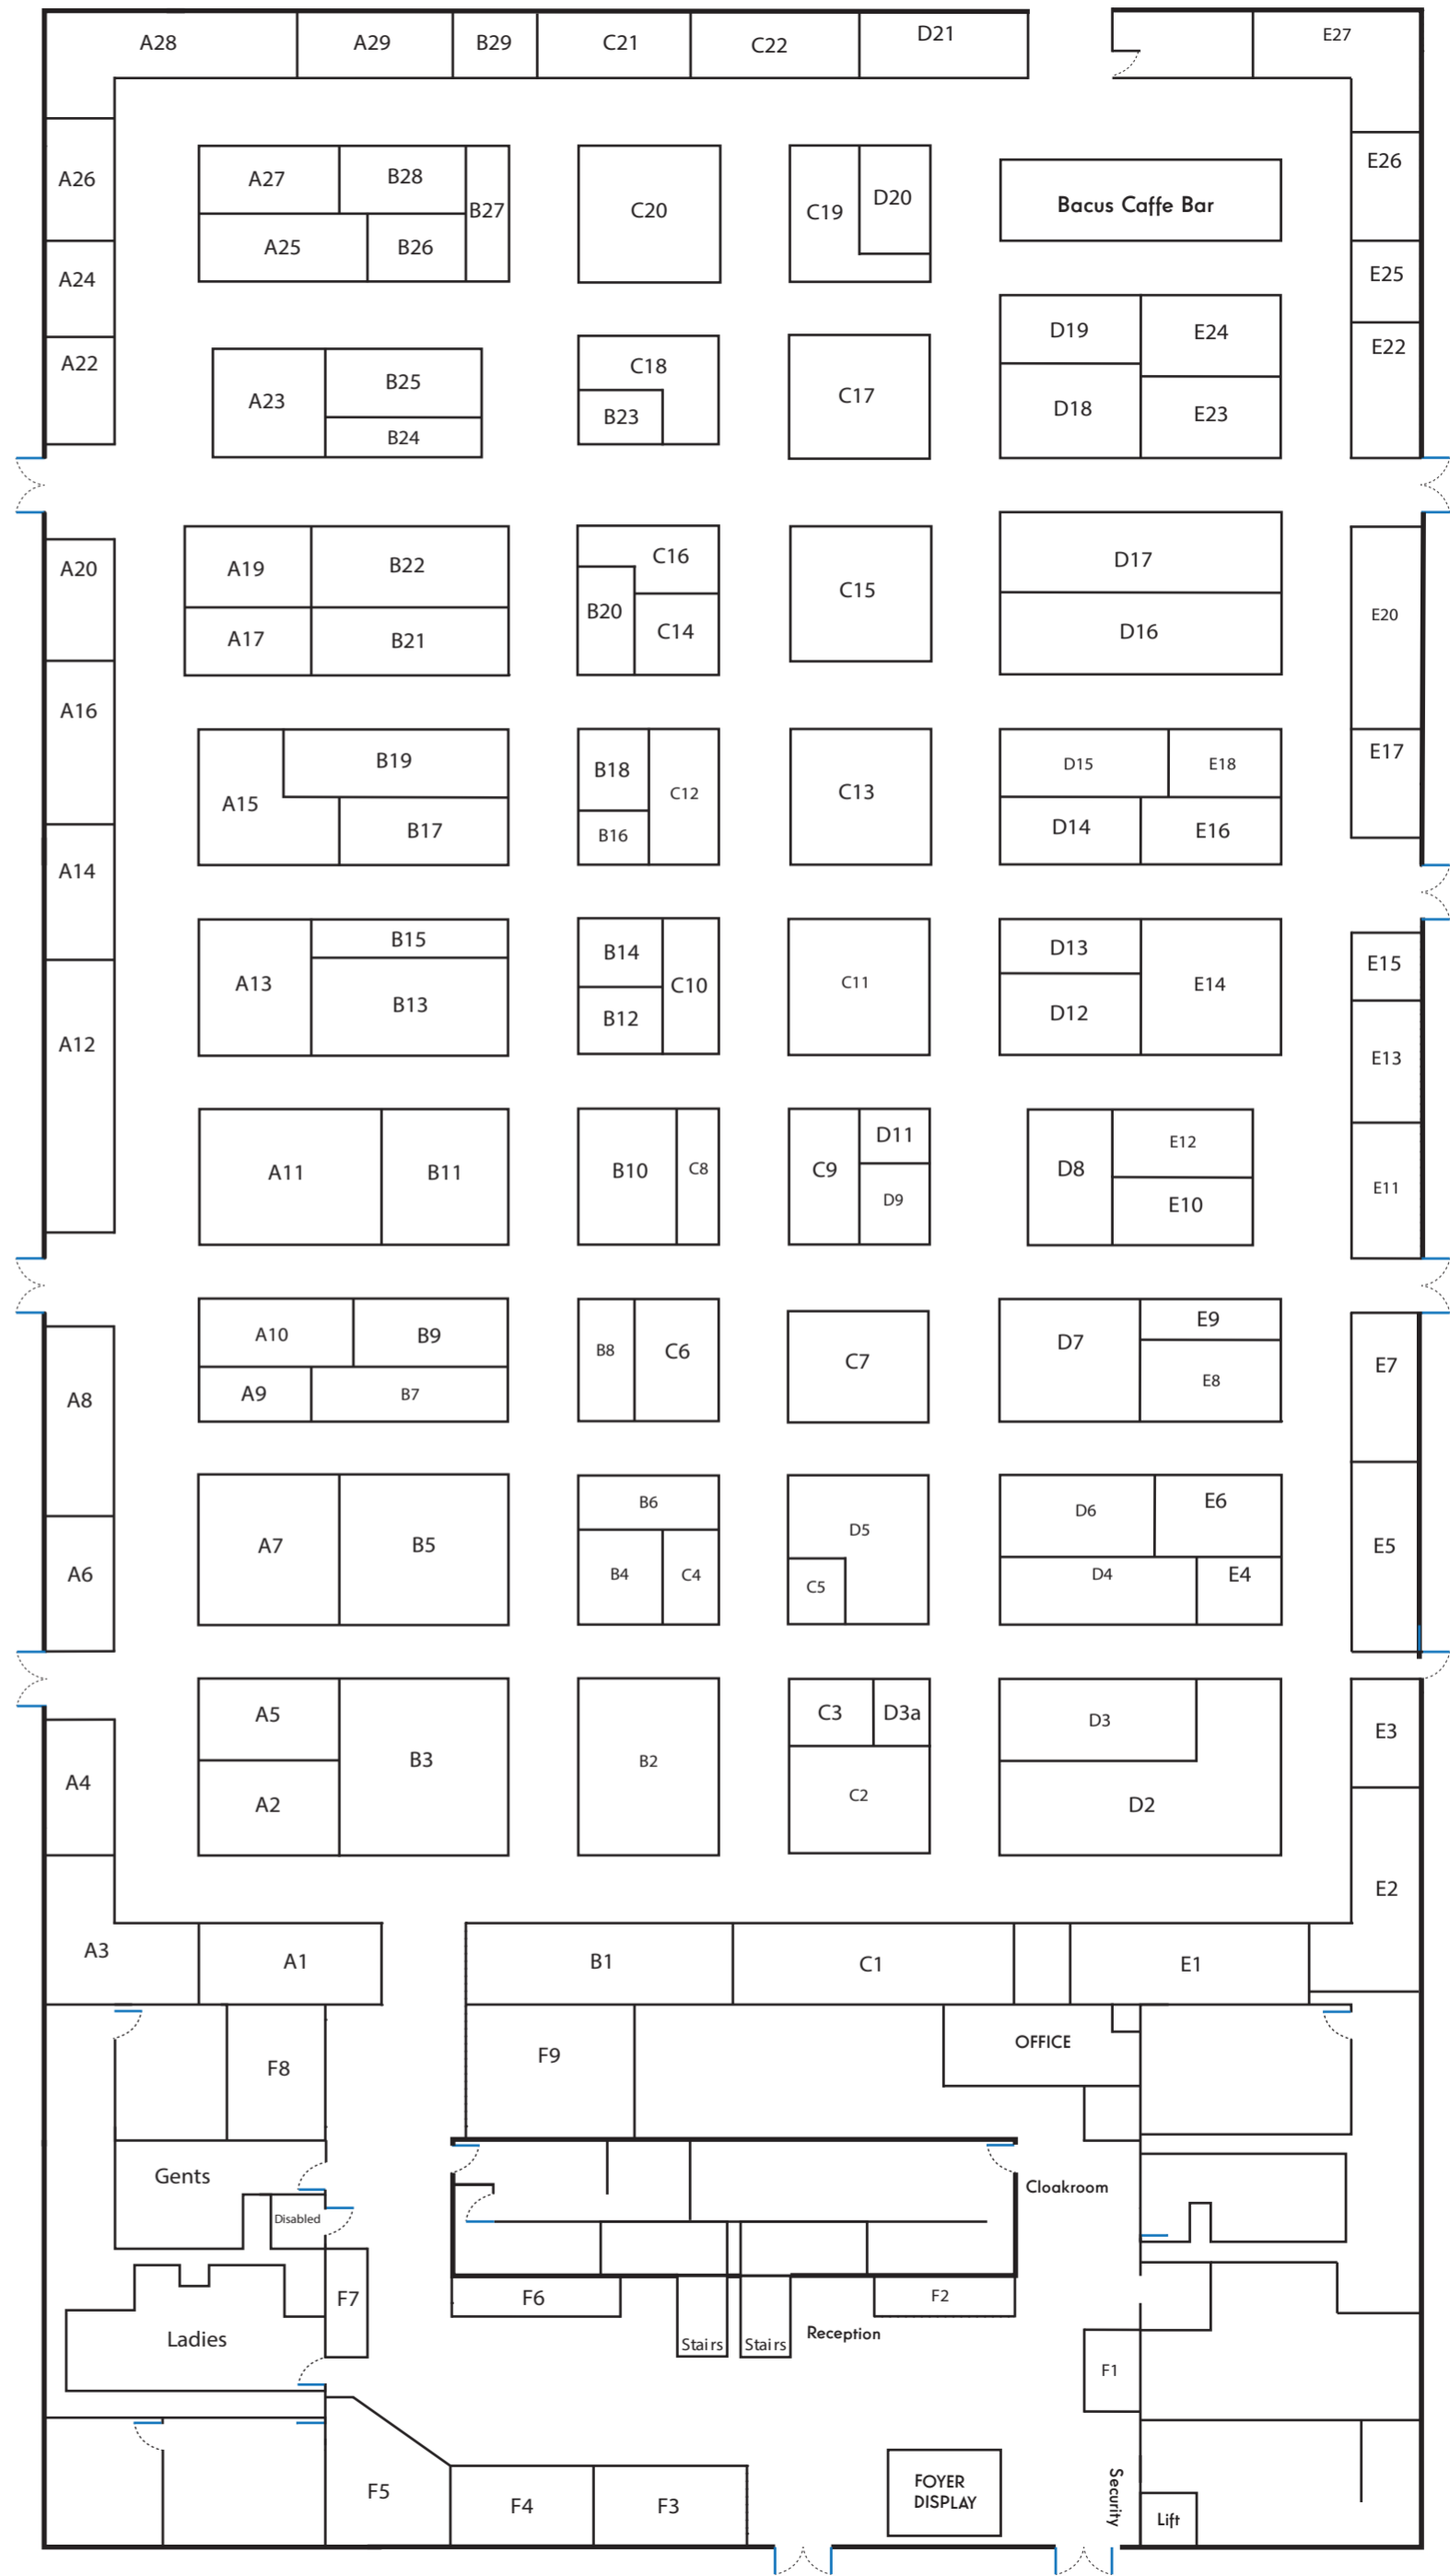 A28
A29
B29
C21
C22
D21
E27
A26
A27
B28
B27
C20
C19
D20
Bacus Caffe Bar
E26
A25
B26
A24
E25
A22
A23
B25
B24
C18
B23
C17
D19
E24
D18
E23
E22
A20
A19
B22
C16
B20
C15
D17
E20
A17
B21
C14
D16
A16
A15
B19
B18
C12
C13
D15
E18
E17
B17
B16
D14
E16
A14
A13
B15
B14
C10
C11
D13
E14
E15
B13
B12
D12
A12
E13
A11
B11
B10
C8
C9
D11
D9
D8
E12
E10
E11
A10
B9
B8
C6
C7
D7
E9
E7
A9
B7
E8
A8
A7
B5
B6
D5
D6
E6
E5
A6
B4
C4
C5
D4
E4
A5
B3
B2
C3
D3a
D3
E3
A4
A2
C2
D2
E2
A3
A1
B1
C1
E1
F8
F9
OFFICE
Gents
Disabled
Cloakroom
F7
F6
F2
Ladies
Stairs
Stairs
Reception
F1
F5
F4
F3
FOYER
DISPLAY
Security
Lift